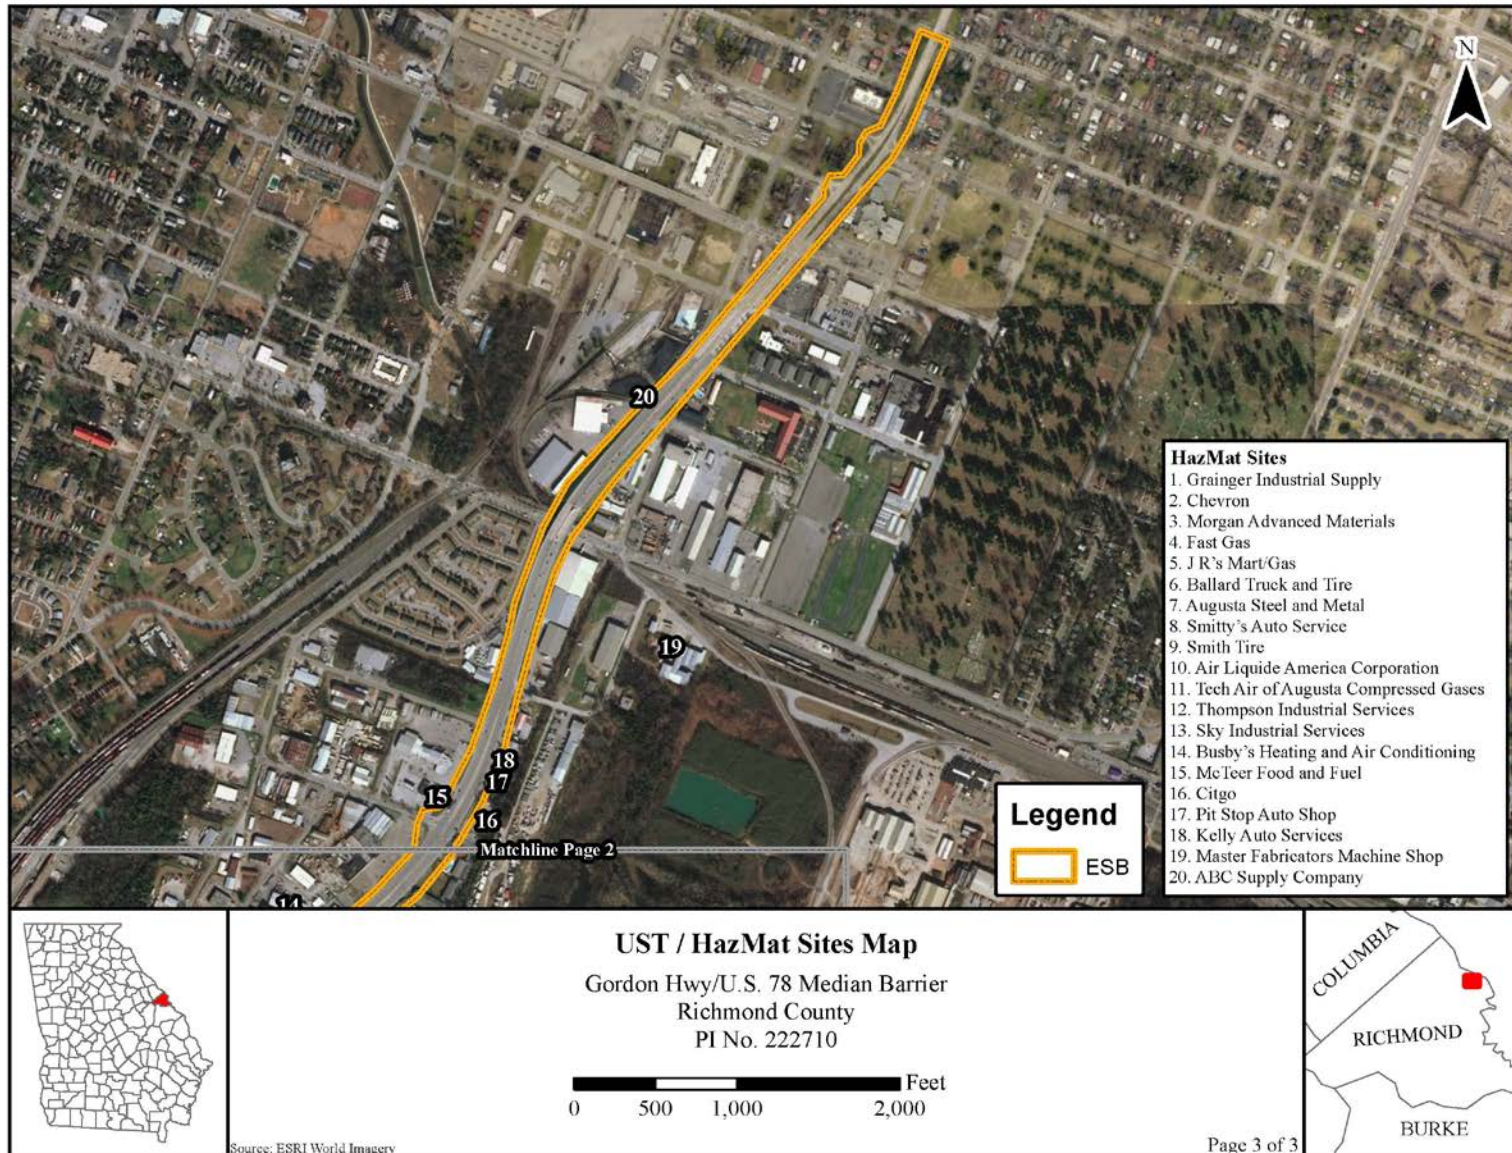 N
20
19
18
17
15
16
Matchline Page 2
14
HazMat Sites
1. Grainger Industrial Supply
2. Chevron
3. Morgan Advanced Materials
4. Fast Gas
5. J R's Mart/Gas
6. Ballard Truck and Tire
7. Augusta Steel and Metal
8. Smitty's Auto Service
9. Smith Tire
10. Air Liquide America Corporation
11. Tech Air of Augusta Compressed Gases
12. Thompson Industrial Services
13. Sky Industrial Services
14. Busby's Heating and Air Conditioning
15. McTeer Food and Fuel
16. Citgo
17. Pit Stop Auto Shop
18. Kelly Auto Services
19. Master Fabricators Machine Shop
20. ABC Supply Company
Legend
ESB
UST / HazMat Sites Map
Gordon Hwy/U.S. 78 Median Barrier
Richmond County
PI No. 222710
Feet
0 500 1,000 2,000
Source: ESRI World Imagery
Page 3 of 3
COLUMBIA
RICHMOND
BURKE